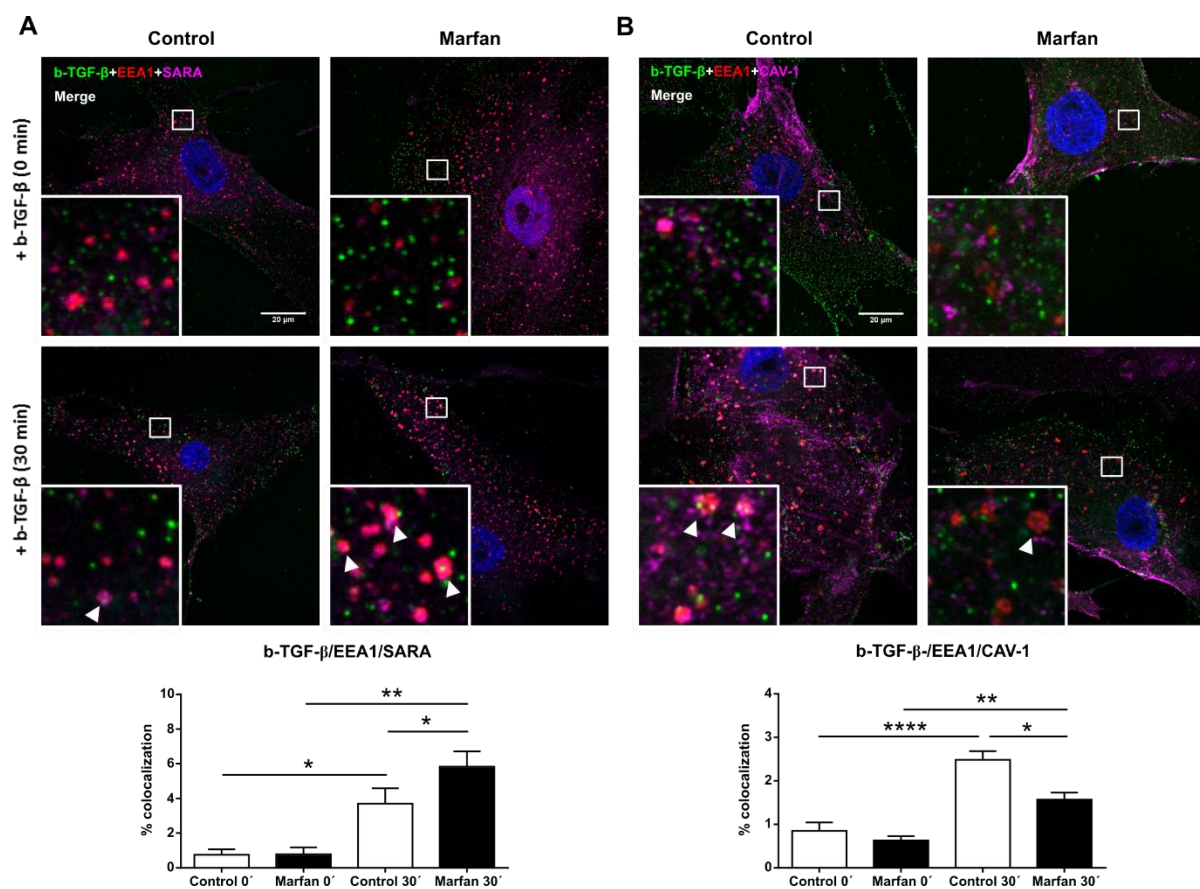 A
Control
Marfan
b-TGF-β+EEA1+SARA
Merge
+ b-TGF-β (0 min)
20 µm
+ b-TGF-β (30 min)
b-TGF-β/EEA1/SARA
% colocalization
10
8
6
4
2
0
**
*
*
Control 0´
Marfan 0´
Control 30´
Marfan 30´
B
Control
Marfan
b-TGF-β+EEA1+CAV-1
Merge
20 µm
b-TGF-β-/EEA1/CAV-1
% colocalization
4
3
2
1
0
**
****
*
Control 0´
Marfan 0´
Control 30´
Marfan 30´